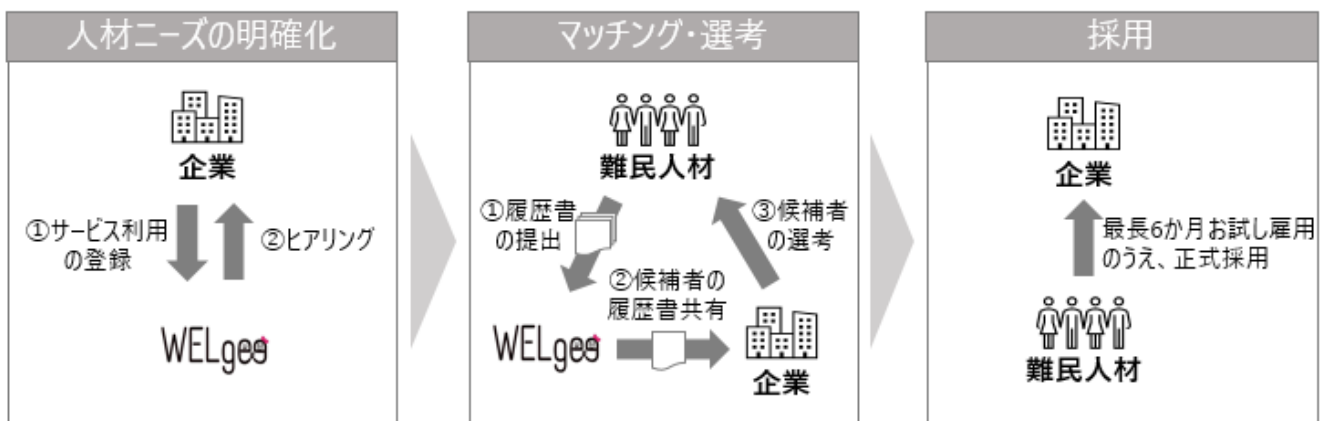 人材ニーズの明確化
企業
①サービス利用
の登録
②ヒアリング
WELgee
マッチング・選考
難民人材
①履歴書
の提出
③候補者
の選考
②候補者の
履歴書共有
WELgee
企業
採用
企業
最長6か月お試し雇用
のうえ、正式採用
難民人材